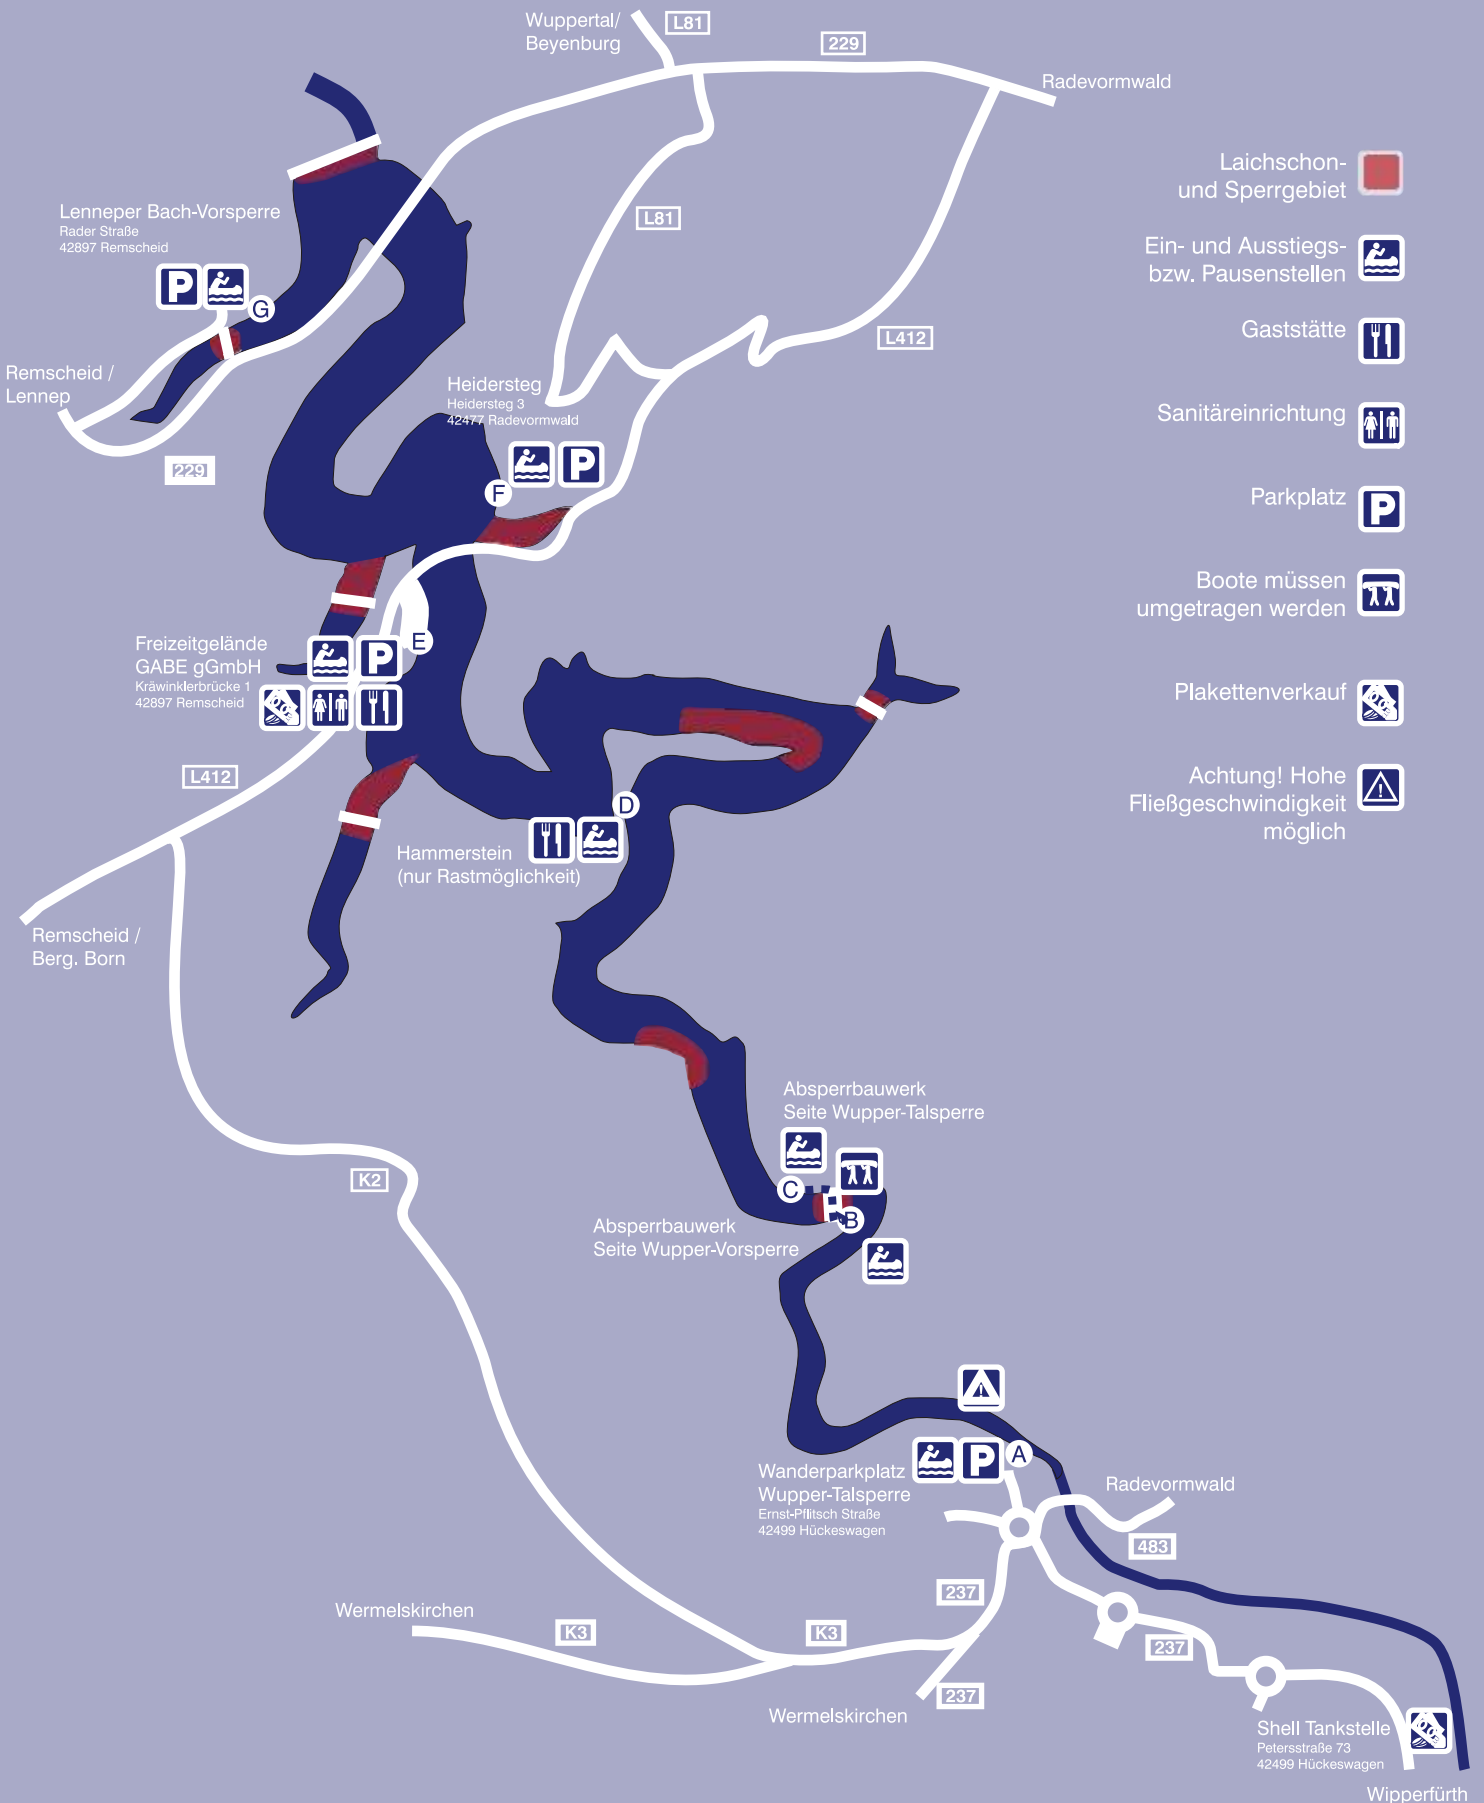 Wuppertal/
Beyenburg
L81
229
Radevormwald
Laichschon-
und Sperrgebiet
Ein- und Ausstiegs-
bzw. Pausenstellen
Gaststätte
Sanitäreinrichtung
P
Parkplatz
Boote müssen
umgetragen werden
Plakettenverkauf
Achtung! Hohe
Fließgeschwindigkeit
möglich
!
Lenneper Bach-Vorsperre
Rader Straße
42897 Remscheid
P
G
L81
L412
Remscheid /
Lennep
229
Heidersteg
Heidersteg 3
42477 Radevormwald
P
F
Freizeitgelände
GABE gGmbH
Kräwinklerbrücke 1
42897 Remscheid
P
E
L412
D
Hammerstein
(nur Rastmöglichkeit)
Remscheid /
Berg. Born
Absperrbauwerk
Seite Wupper-Talsperre
C
K2
Absperrbauwerk
Seite Wupper-Vorsperre
B
!
P
A
Wanderparkplatz
Wupper-Talsperre
Ernst-Pflitsch Straße
42499 Hückeswagen
Radevormwald
483
237
Wermelskirchen
K3
K3
237
237
Wermelskirchen
Shell Tankstelle
Petersstraße 73
42499 Hückeswagen
Wipperfürth